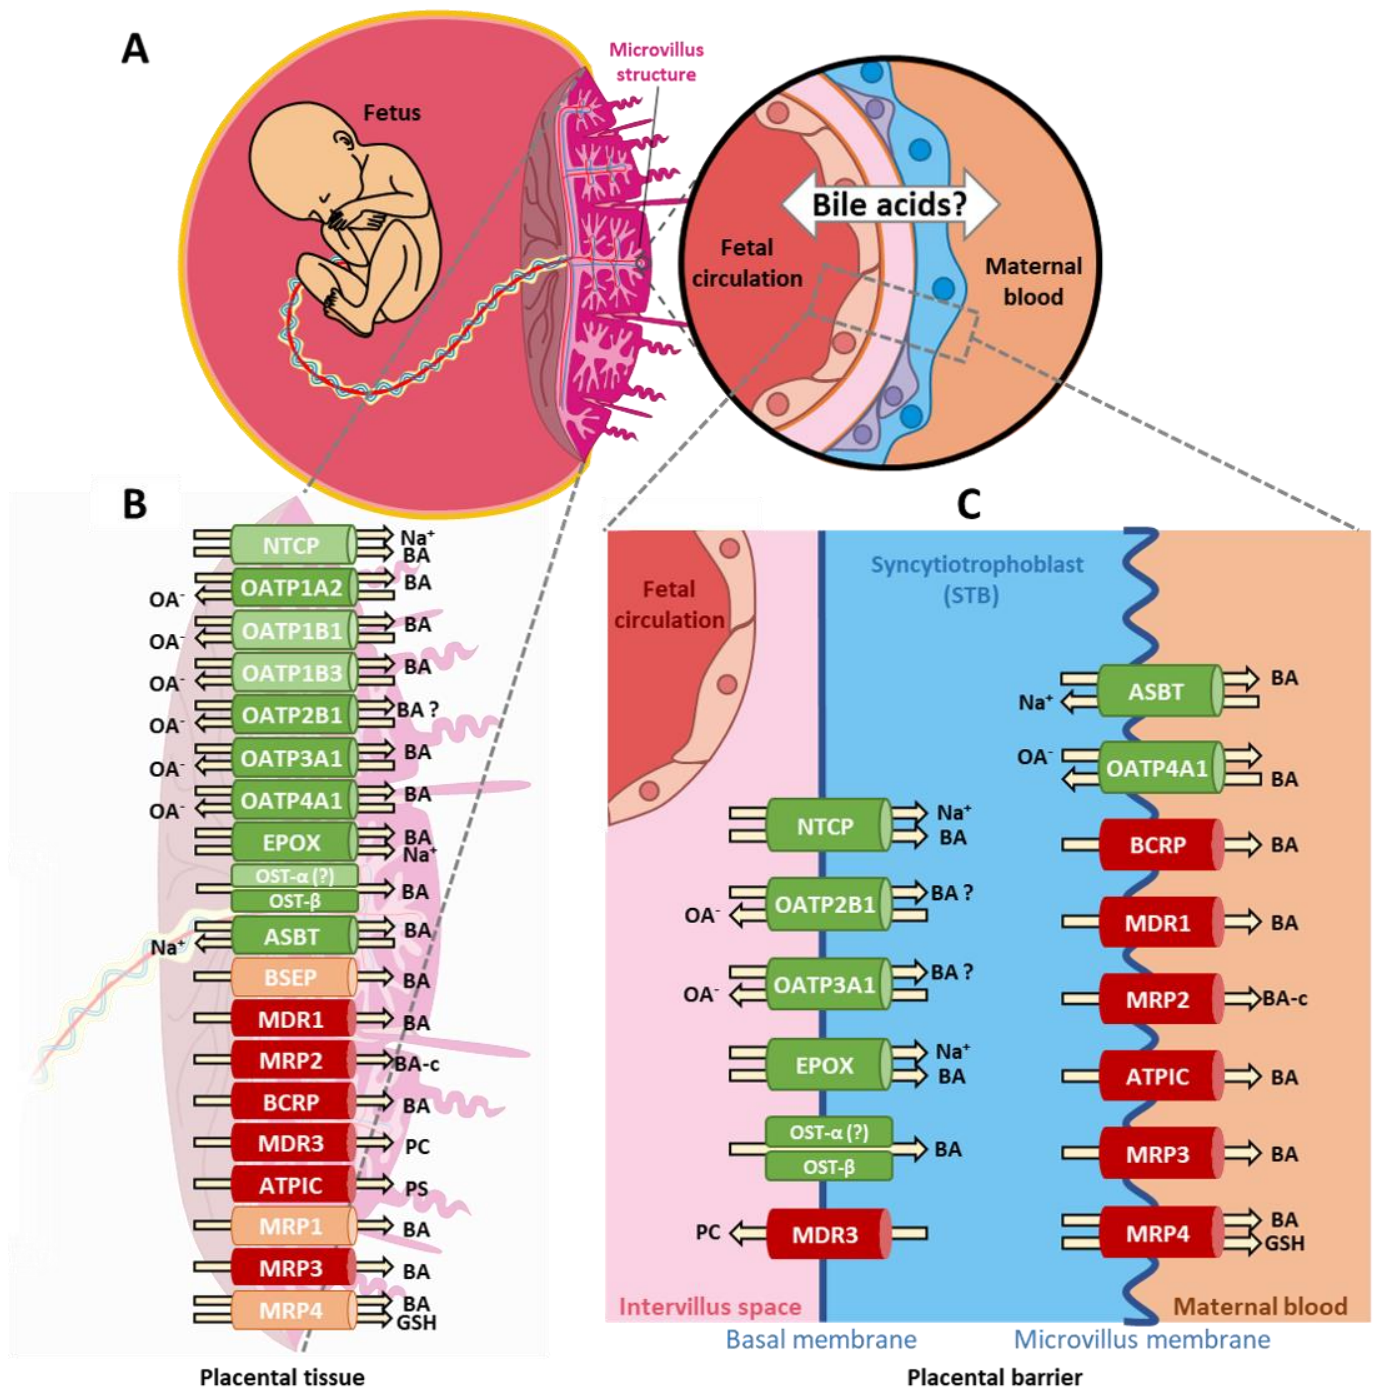 A
Microvillus
structure
Fetus
Bile acids?
Fetal
circulation
Maternal
blood
B
NTCP
Na⁺
BA
OATP1A2
BA
OA⁻
OATP1B1
BA
OA⁻
OATP1B3
BA
OA⁻
OATP2B1
BA ?
OA⁻
OATP3A1
BA
OA⁻
OATP4A1
BA
OA⁻
EPOX
BA
Na⁺
OST-α (?)
OST-β
BA
ASBT
BA
Na⁺
BSEP
BA
MDR1
BA
MRP2
BA-c
BCRP
BA
MDR3
PC
ATPIC
PS
MRP1
BA
MRP3
BA
MRP4
BA
GSH
Placental tissue
C
Fetal
circulation
Syncytiotrophoblast
(STB)
NTCP
Na⁺
BA
OATP2B1
BA ?
OA⁻
OATP3A1
BA ?
OA⁻
EPOX
Na⁺
BA
OST-α (?)
OST-β
BA
PC
MDR3
ASBT
BA
Na⁺
OA⁻
OATP4A1
BA
BCRP
BA
MDR1
BA
MRP2
BA-c
ATPIC
BA
MRP3
BA
MRP4
BA
GSH
Intervillus space
Maternal blood
Basal membrane
Microvillus membrane
Placental barrier